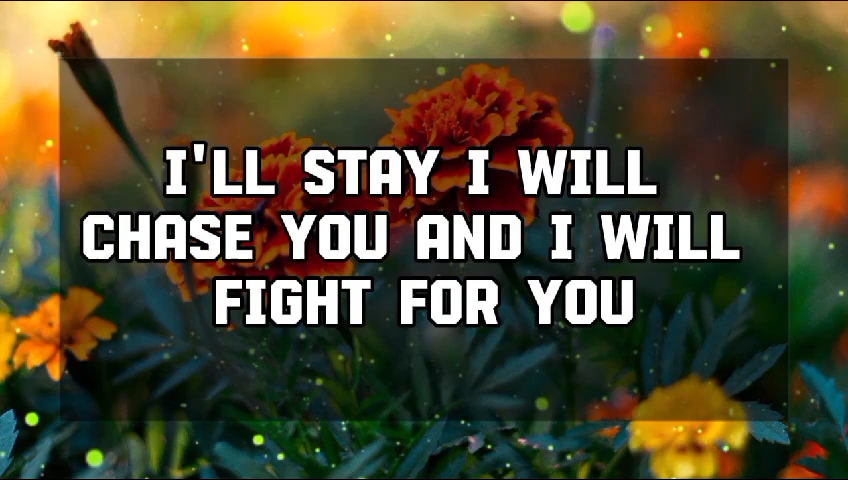 I'LL STAY I WILL
CHASE YOU AND I WILL
FIGHT FOR YOU